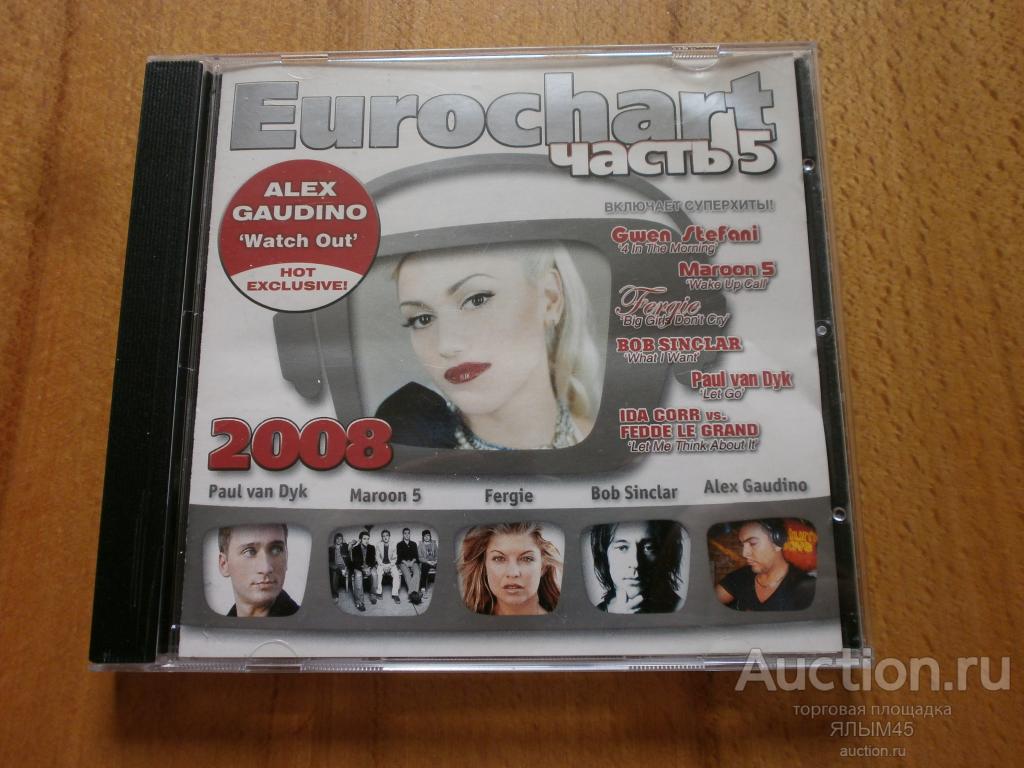 Eurochart
часть 5
ALEX
GAUDINO
'Watch Out'
HOT
EXCLUSIVE!
ВКЛЮЧАЕТ СУПЕРХИТЫ!
Gwen Stefani
'4 In The Morning'
Maroon 5
'Wake Up Call'
Fergie
'Big Girls Don't Cry'
BOB SINCLAR
'What I Want'
Paul van Dyk
'Let Go'
IDA CORR vs.
FEDDE LE GRAND
'Let Me Think About It'
2008
Paul van Dyk
Maroon 5
Fergie
Bob Sinclar
Alex Gaudino
Auction.ru
торговая площадка
ЯЛЫМ45
auction.ru